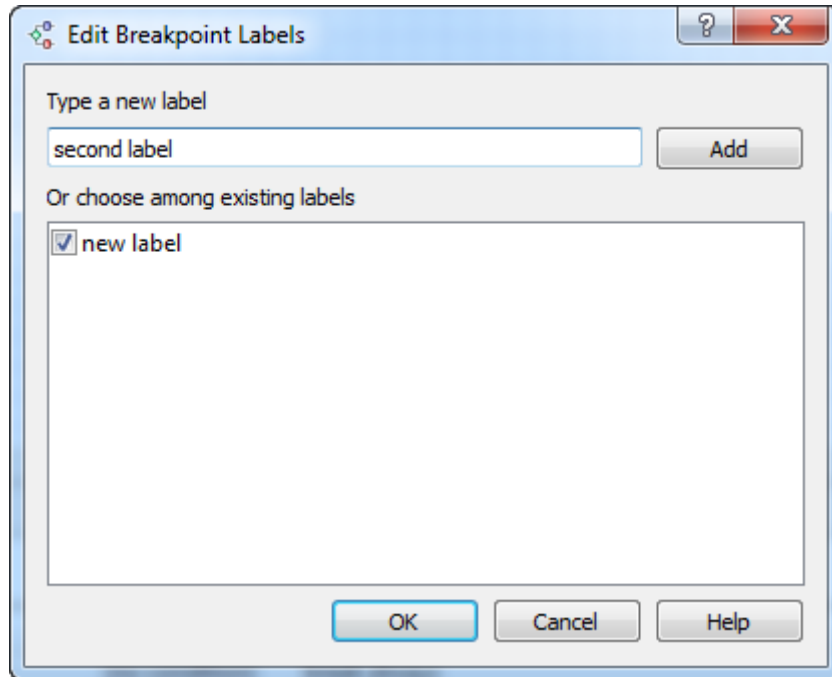 Edit Breakpoint Labels
Type a new label
second label Add
Or choose among existing labels
new label
OK Cancel Help